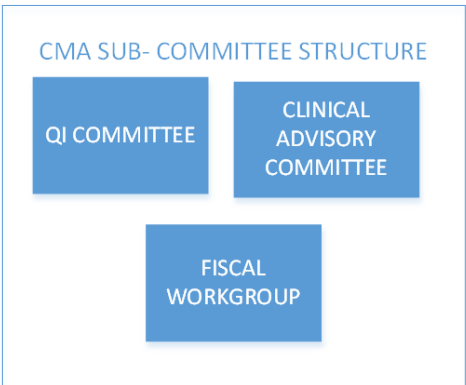 CMA SUB- COMMITTEE STRUCTURE
QI COMMITTEE
CLINICAL
ADVISORY
COMMITTEE
FISCAL
WORKGROUP